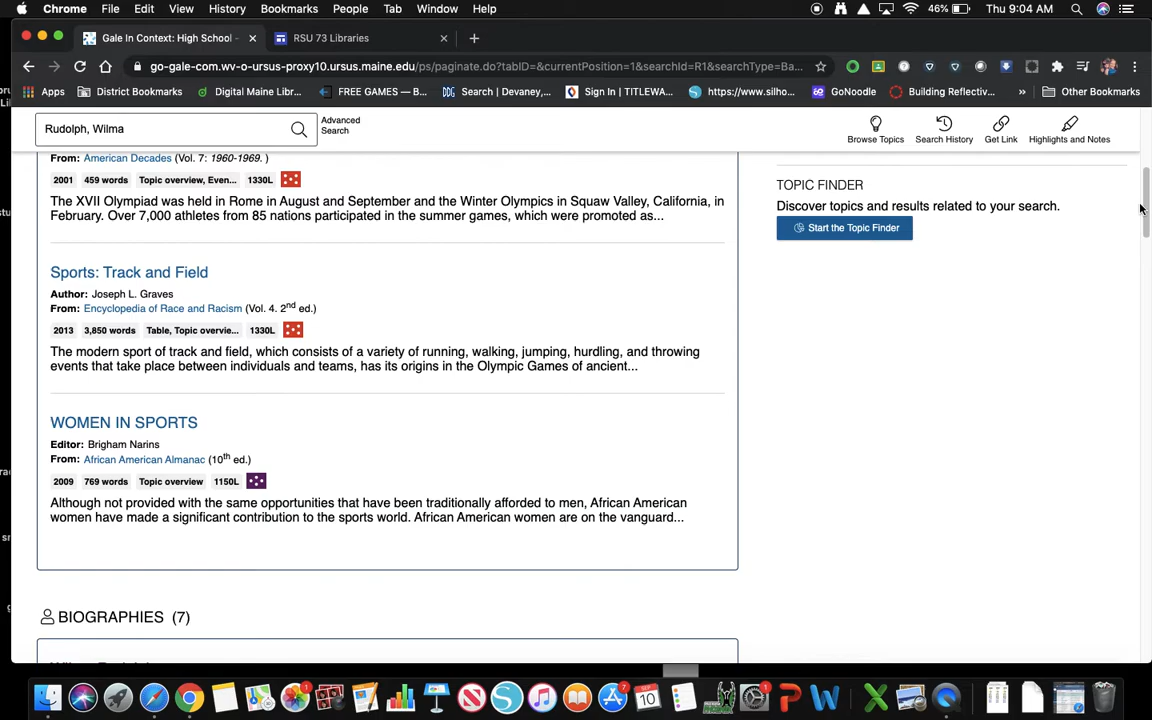 Chrome File Edit View History Bookmarks People Tab Window Help 46% Thu 9:04 AM
Gale In Context: High School - RSU 73 Libraries
go-gale-com.wv-o-ursus-proxy10.ursus.maine.edu/ps/paginate.do?tabID=&currentPosition=1&searchId=R1&searchType=Ba...
Apps District Bookmarks Digital Maine Libr... FREE GAMES — B... Search | Devaney,... Sign In | TITLEWA... https://www.silho... GoNoodle Building Reflectiv... » Other Bookmarks
Rudolph, Wilma
Advanced
Search
Browse Topics Search History Get Link Highlights and Notes
From: American Decades (Vol. 7: 1960-1969. )
2001 459 words Topic overview, Even... 1330L
The XVII Olympiad was held in Rome in August and September and the Winter Olympics in Squaw Valley, California, in
February. Over 7,000 athletes from 85 nations participated in the summer games, which were promoted as...
TOPIC FINDER
Discover topics and results related to your search.
Start the Topic Finder
Sports: Track and Field
Author: Joseph L. Graves
From: Encyclopedia of Race and Racism (Vol. 4. 2nd ed.)
2013 3,850 words Table, Topic overvie... 1330L
The modern sport of track and field, which consists of a variety of running, walking, jumping, hurdling, and throwing
events that take place between individuals and teams, has its origins in the Olympic Games of ancient...
WOMEN IN SPORTS
Editor: Brigham Narins
From: African American Almanac (10th ed.)
2009 769 words Topic overview 1150L
Although not provided with the same opportunities that have been traditionally afforded to men, African American
women have made a significant contribution to the sports world. African American women are on the vanguard...
BIOGRAPHIES (7)